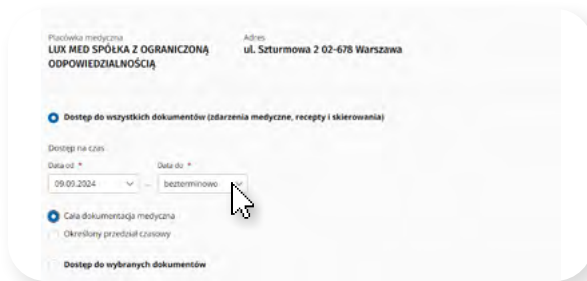 Placówka medyczna
LUX MED SPÓŁKA Z OGRANICZONĄ
ODPOWIEDZIALNOŚCIĄ
Adres
ul. Szturmowa 2 02-678 Warszawa
Dostęp do wszystkich dokumentów (zdarzenia medyczne, recepty i skierowania)
Dostęp na czas
Data od *
Data do *
09.09.2024 – bezterminowo
Cała dokumentacja medyczna
Określony przedział czasowy
Dostęp do wybranych dokumentów